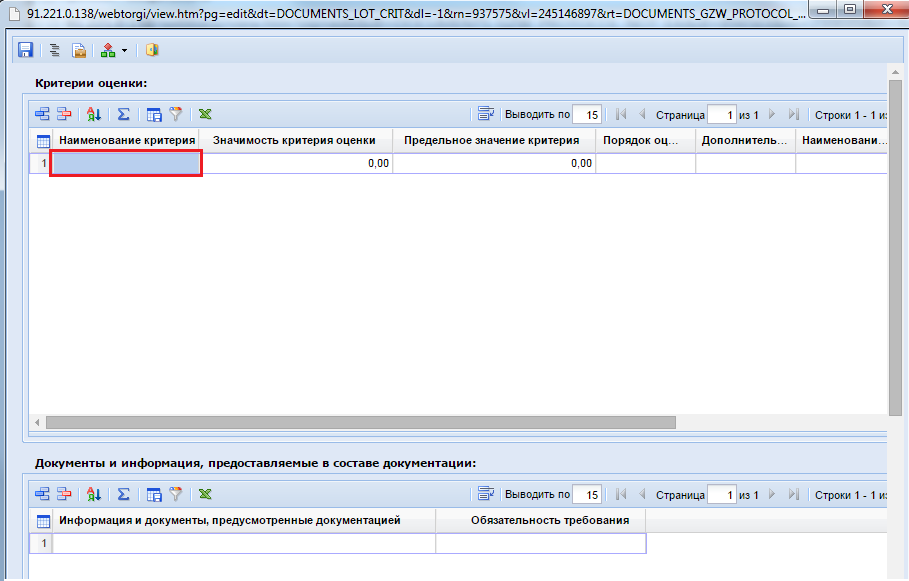 91.221.0.138/webtorgi/view.htm?pg=edit&dt=DOCUMENTS_LOT_CRIT&dl=-1&rn=937575&vl=245146897&rt=DOCUMENTS_GZW_PROTOCOL_...
Критерии оценки:
Выводить по 15 Страница 1 из 1 Строки 1 - 1 из
Наименование критерия Значимость критерия оценки Предельное значение критерия Порядок оц... Дополнитель... Наименовани...
1 0,00 0,00
Документы и информация, предоставляемые в составе документации:
Выводить по 15 Страница 1 из 1 Строки 1 - 1 из
Информация и документы, предусмотренные документацией Обязательность требования
1